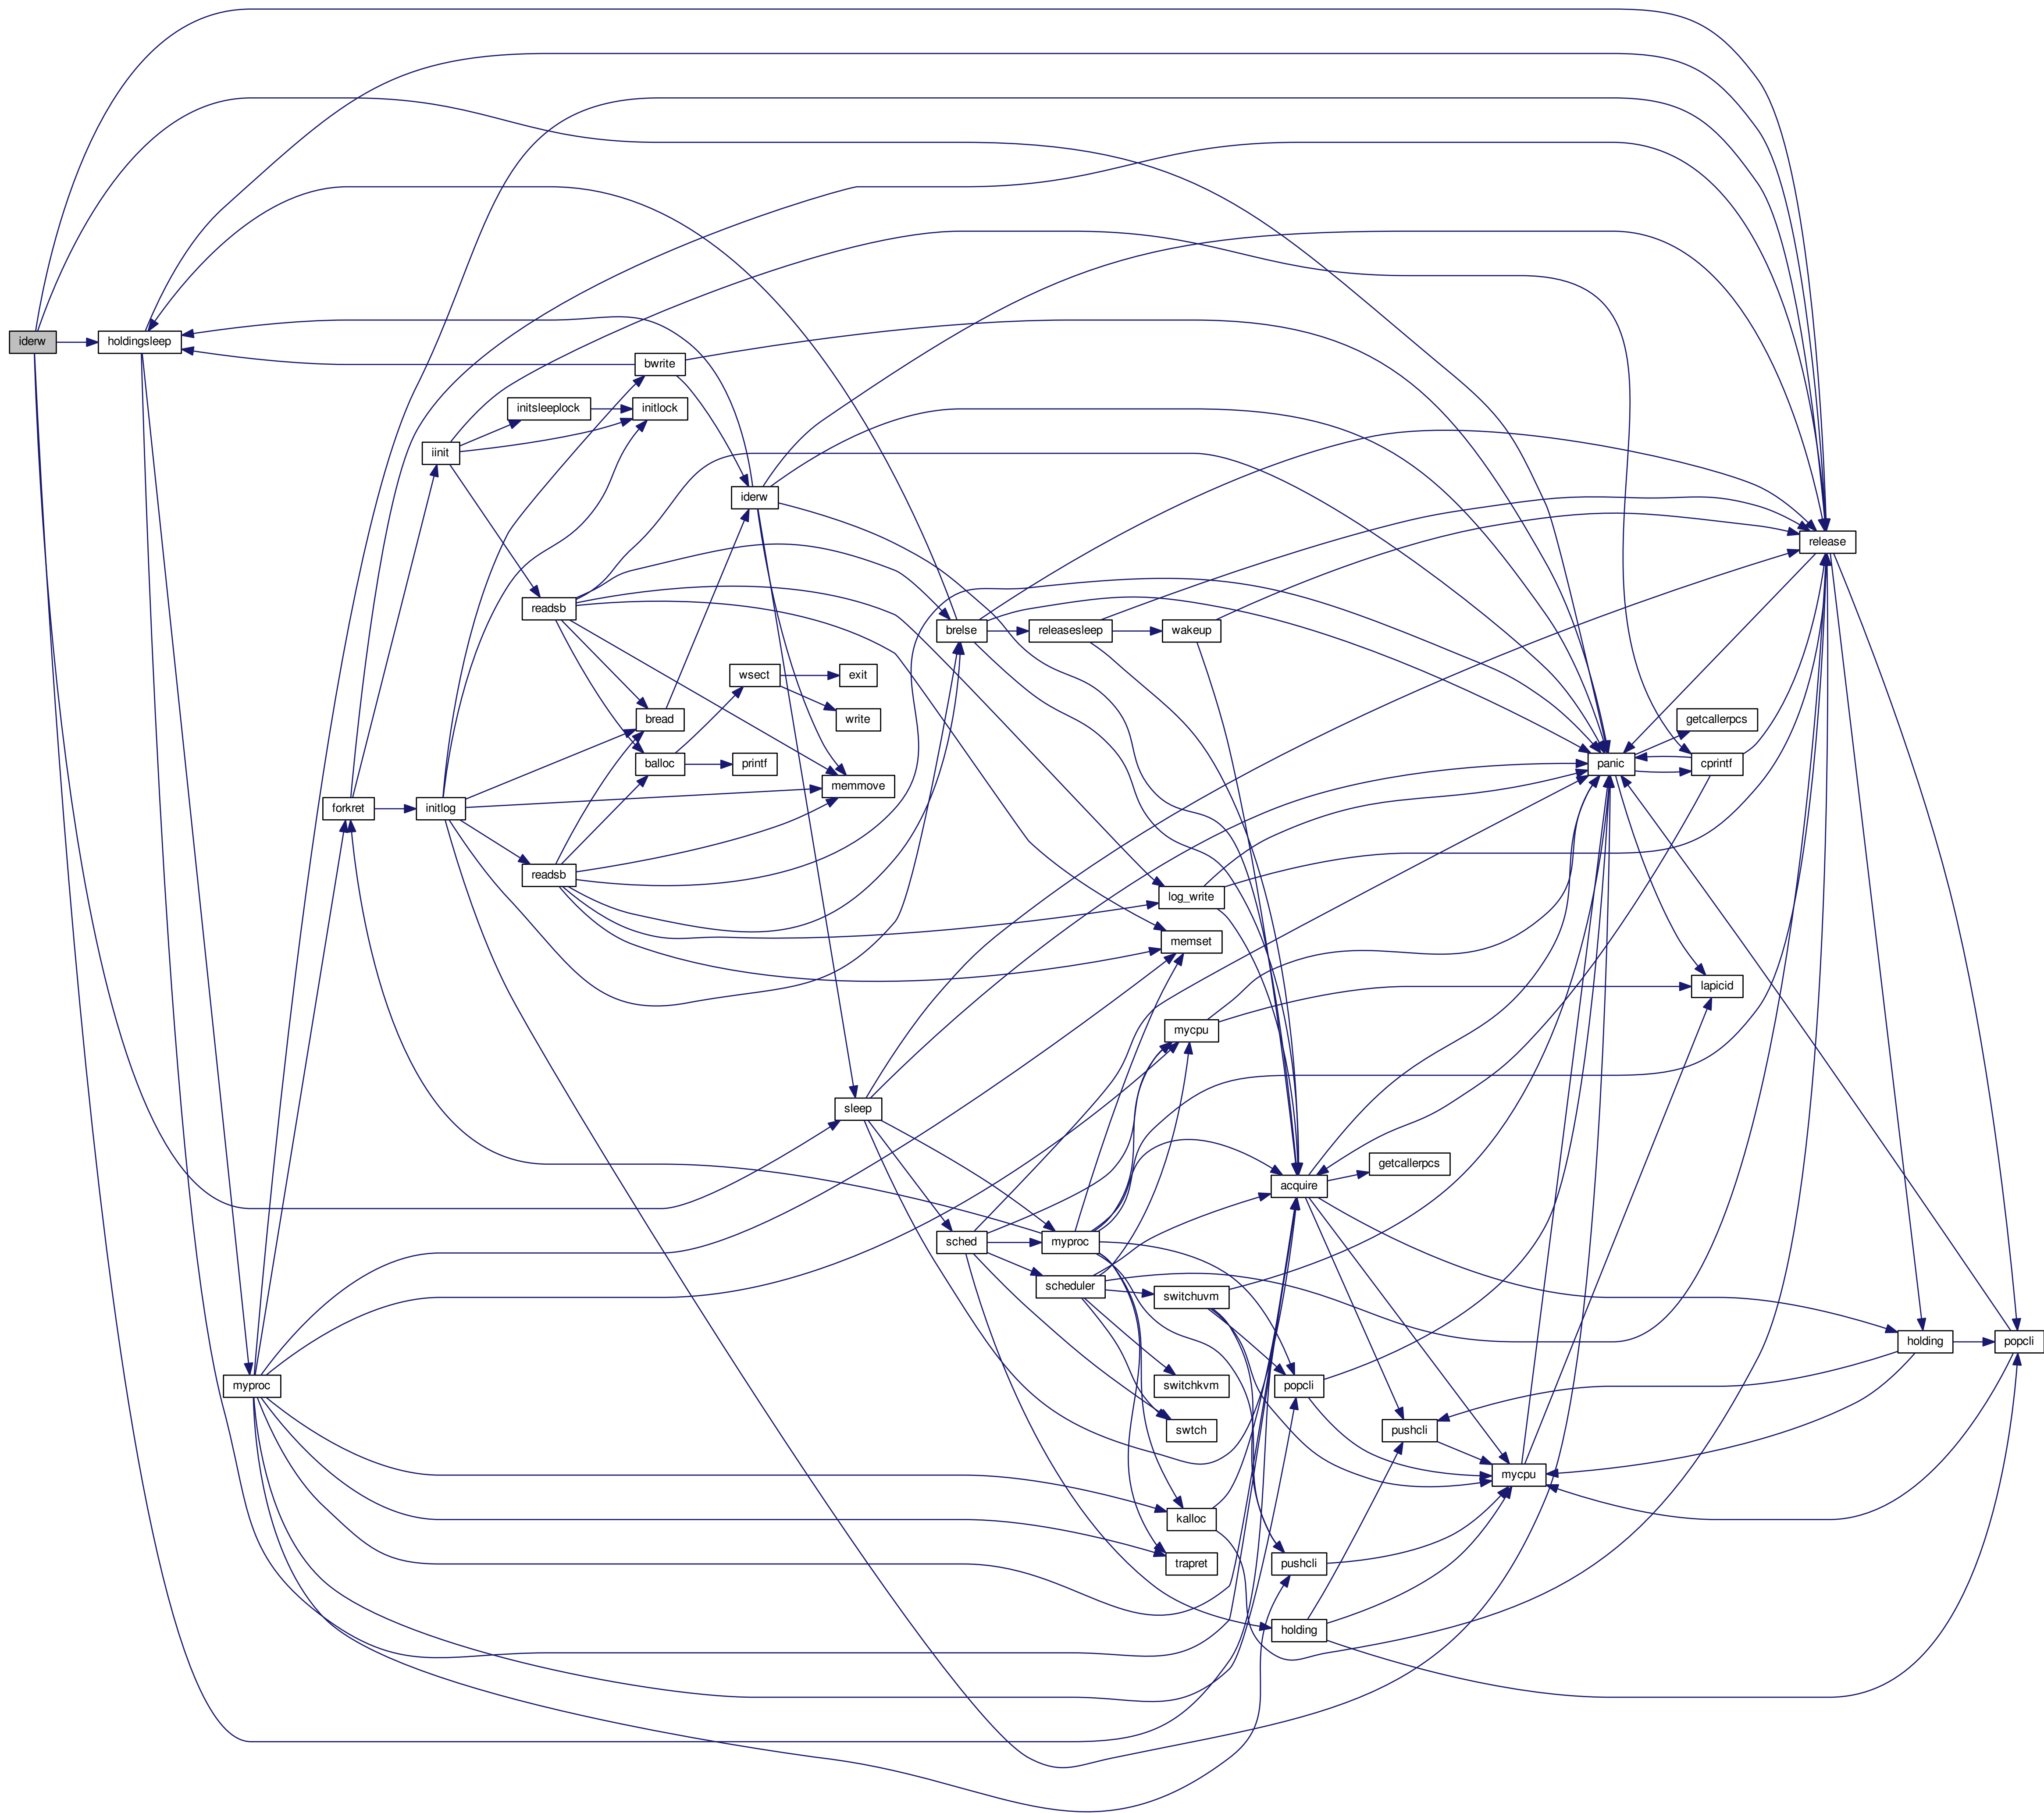 iderw
holdingsleep
bwrite
initsleeplock
initlock
iinit
iderw
release
readsb
brelse
releasesleep
wakeup
wsect
exit
bread
write
getcallerpcs
balloc
printf
panic
cprintf
memmove
forkret
initlog
readsb
log_write
memset
lapicid
mycpu
sleep
getcallerpcs
acquire
sched
myproc
scheduler
switchuvm
holding
popcli
myproc
switchkvm
popcli
swtch
pushcli
mycpu
kalloc
trapret
pushcli
holding